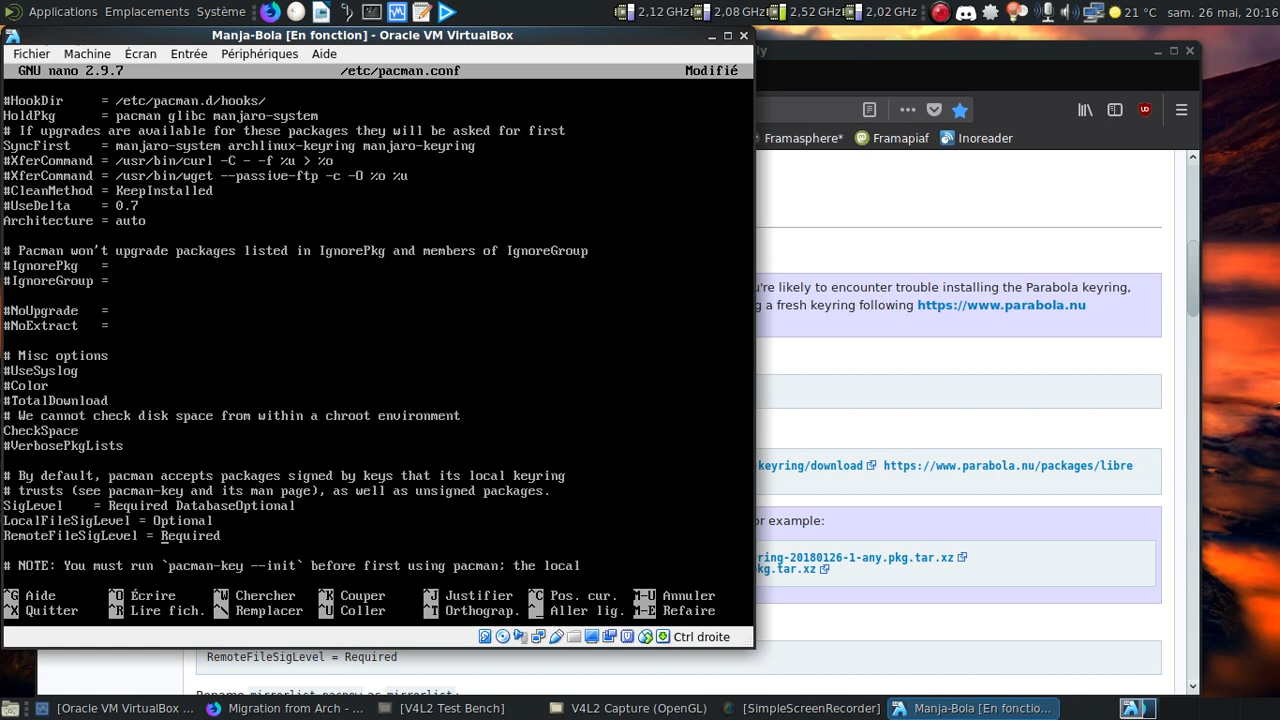 Applications Emplacements Système
2,12 GHz 2,08 GHz 2,52 GHz 2,02 GHz 21 °C sam. 26 mai, 20:16
Manja-Bola [En fonction] - Oracle VM VirtualBox
Fichier Machine Écran Entrée Périphériques Aide
GNU nano 2.9.7 /etc/pacman.conf Modifié
#HookDir = /etc/pacman.d/hooks/
HoldPkg = pacman glibc manjaro-system
# If upgrades are available for these packages they will be asked for first
SyncFirst = manjaro-system archlinux-keyring manjaro-keyring
#XferCommand = /usr/bin/curl -C - -f %u > %o
#XferCommand = /usr/bin/wget --passive-ftp -c -O %o %u
#CleanMethod = KeepInstalled
#UseDelta = 0.7
Architecture = auto
# Pacman won't upgrade packages listed in IgnorePkg and members of IgnoreGroup
#IgnorePkg =
#IgnoreGroup =
#NoUpgrade =
#NoExtract =
# Misc options
#UseSyslog
#Color
#TotalDownload
# We cannot check disk space from within a chroot environment
CheckSpace
#VerbosePkgLists
# By default, pacman accepts packages signed by keys that its local keyring
# trusts (see pacman-key and its man page), as well as unsigned packages.
SigLevel = Required DatabaseOptional
LocalFileSigLevel = Optional
RemoteFileSigLevel = Required
# NOTE: You must run `pacman-key --init` before first using pacman; the local
^G Aide ^O Écrire ^W Chercher ^K Couper ^J Justifier ^C Pos. cur. M-U Annuler
^X Quitter ^R Lire fich. ^\ Remplacer ^U Coller ^T Orthograp. ^_ Aller lig. M-E Refaire
Ctrl droite
ly
Framasphere* Framapiaf Inoreader
're likely to encounter trouble installing the Parabola keyring,
g a fresh keyring following https://www.parabola.nu
keyring/download https://www.parabola.nu/packages/libre
or example:
ring-20180126-1-any.pkg.tar.xz
pkg.tar.xz
RemoteFileSigLevel = Required
Rename mirrorlist.pacnew as mirrorlist:
[Oracle VM VirtualBox ... Migration from Arch - ... [V4L2 Test Bench] V4L2 Capture (OpenGL) [SimpleScreenRecorder] Manja-Bola [En fonctio...